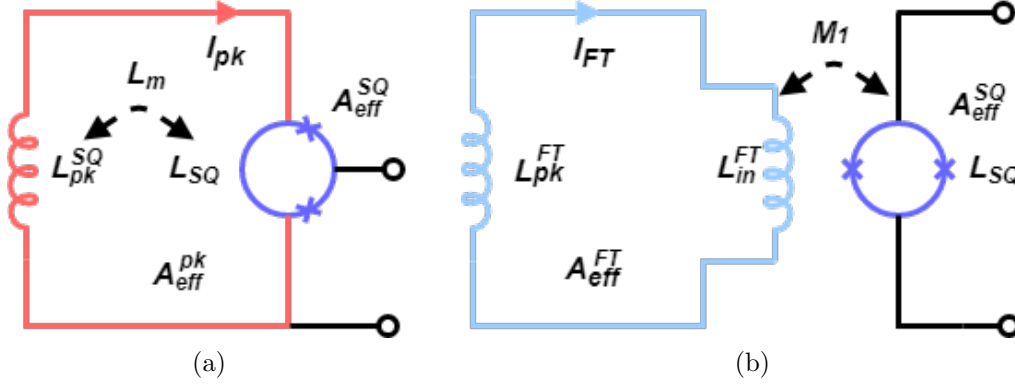 I_pk
L_m
A_eff^SQ
L_pk^SQ
L_SQ
A_eff^pk
(a)
I_FT
M_1
A_eff^SQ
L_pk^FT
L_in^FT
L_SQ
A_eff^FT
(b)